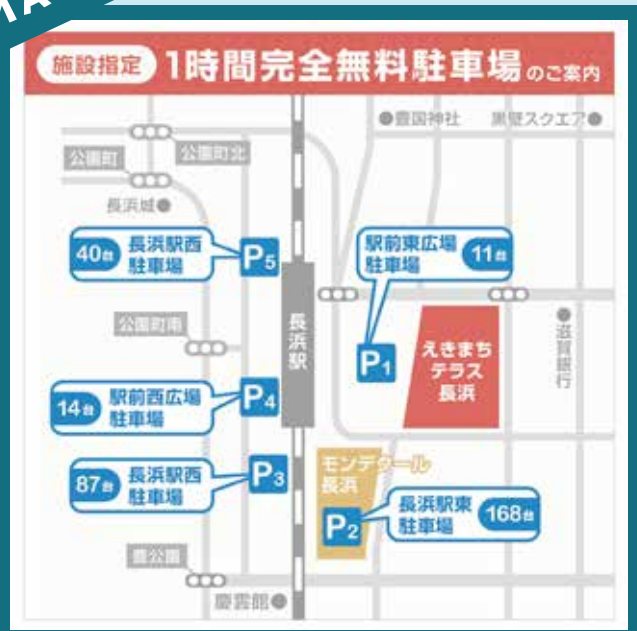 MA
施設指定 1時間完全無料駐車場のご案内
●豊国神社 黒壁スクエア●
公園町北
公園町
長浜城●
40台 長浜駅西
駐車場
P5
駅前東広場
駐車場 11台
公園町南
長浜駅
P1
えきまち
テラス
長浜
●滋賀銀行
14台 駅前西広場
駐車場
P4
87台 長浜駅西
駐車場
P3
モンデクール
長浜
P2
長浜駅東
駐車場 168台
豊公園
慶雲館●